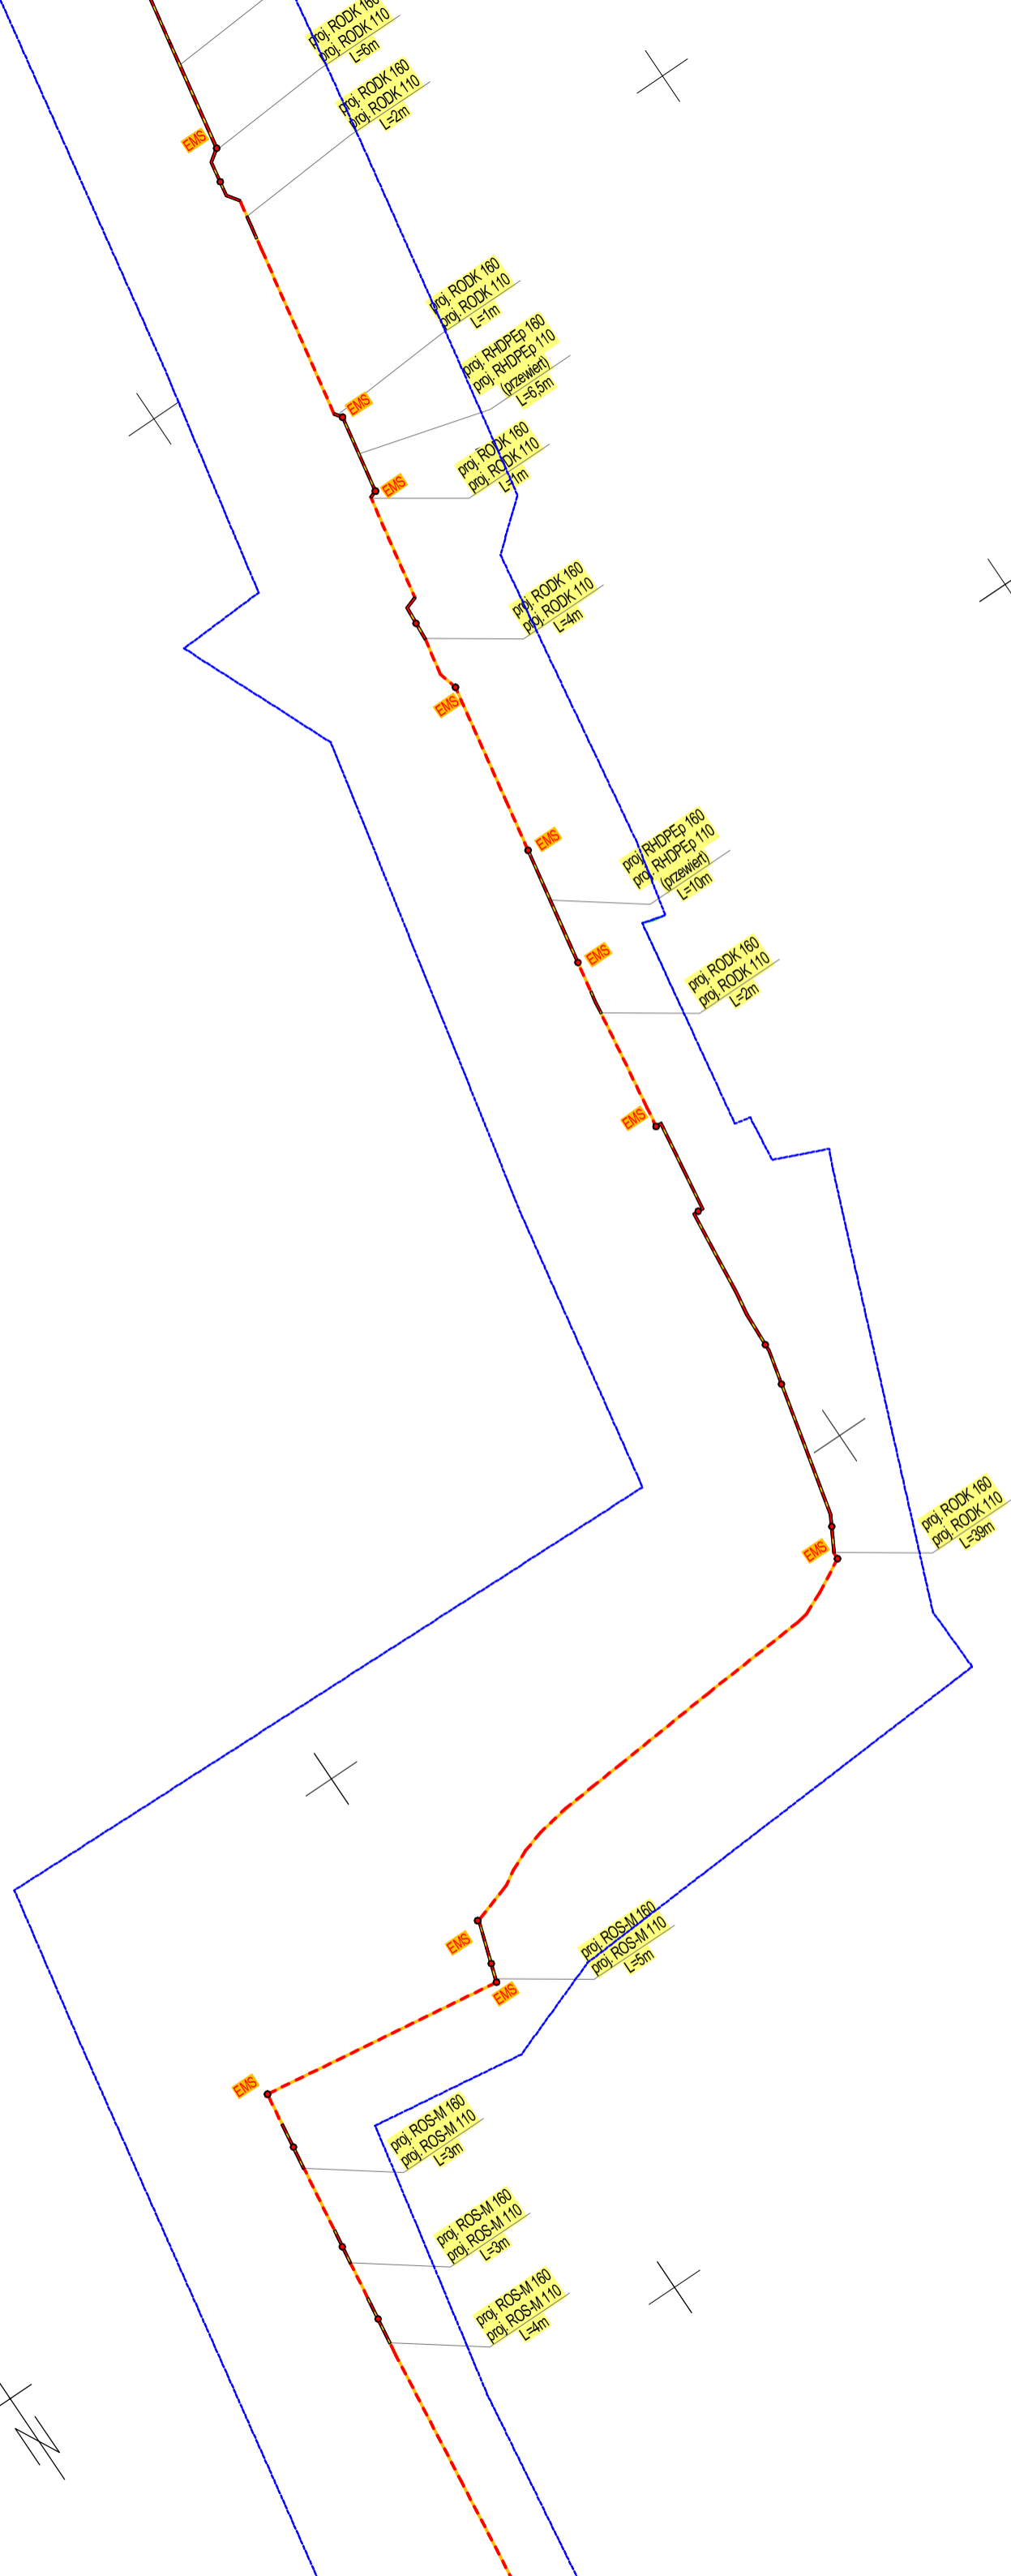 proj. RODK 160
proj. RODK 110
L=6m
proj. RODK 160
proj. RODK 110
L=2m
EMS
proj. RODK 160
proj. RODK 110
L=1m
proj. RHDPEp 160
proj. RHDPEp 110
(przewiert)
L=6,5m
EMS
proj. RODK 160
proj. RODK 110
L=1m
EMS
proj. RODK 160
proj. RODK 110
L=4m
EMS
proj. RHDPEp 160
proj. RHDPEp 110
(przewiert)
L=10m
EMS
EMS
proj. RODK 160
proj. RODK 110
L=2m
EMS
proj. RODK 160
proj. RODK 110
L=39m
EMS
proj. ROS-M 160
proj. ROS-M 110
L=5m
EMS
EMS
EMS
proj. ROS-M 160
proj. ROS-M 110
L=3m
proj. ROS-M 160
proj. ROS-M 110
L=3m
proj. ROS-M 160
proj. ROS-M 110
L=4m
N